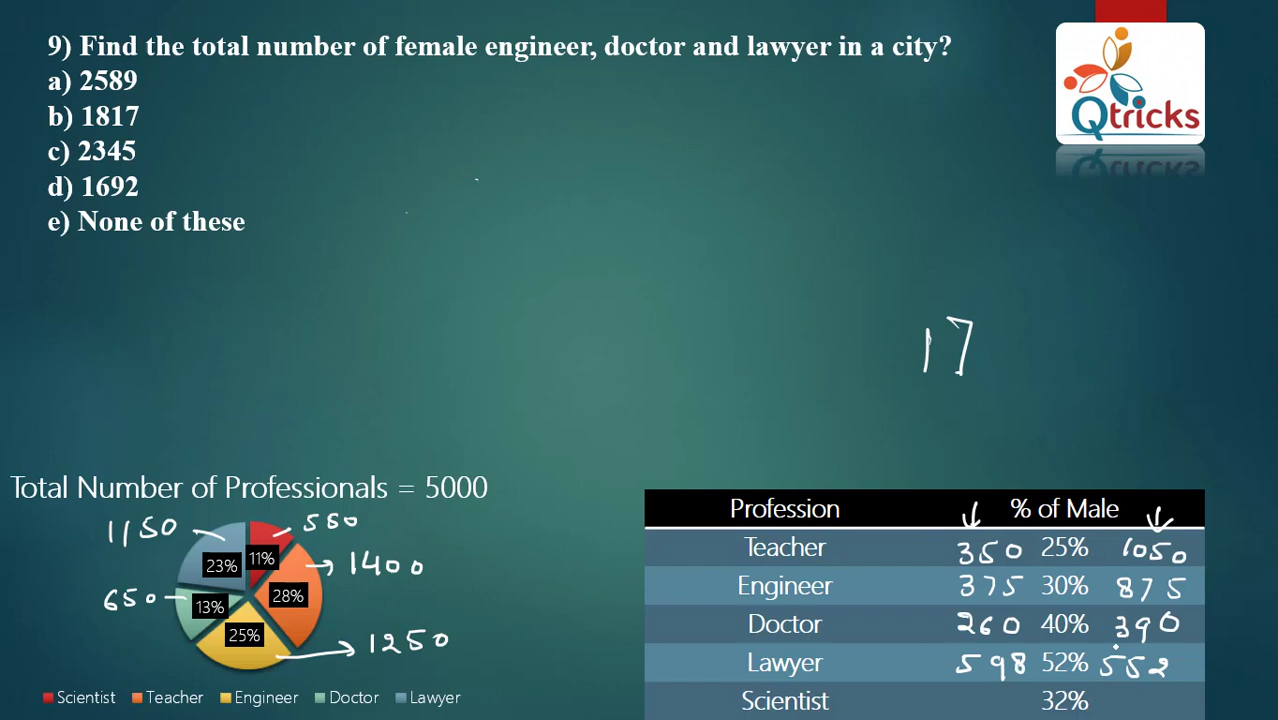 9) Find the total number of female engineer, doctor and lawyer in a city?
a) 2589
b) 1817
c) 2345
d) 1692
e) None of these
Qtricks
17
Total Number of Professionals = 5000
1150
550
1400
650
1250
23%
11%
28%
13%
25%
Scientist Teacher Engineer Doctor Lawyer
Profession % of Male
Teacher 350 25% 1050
Engineer 375 30% 875
Doctor 260 40% 390
Lawyer 598 52% 552
Scientist 32%